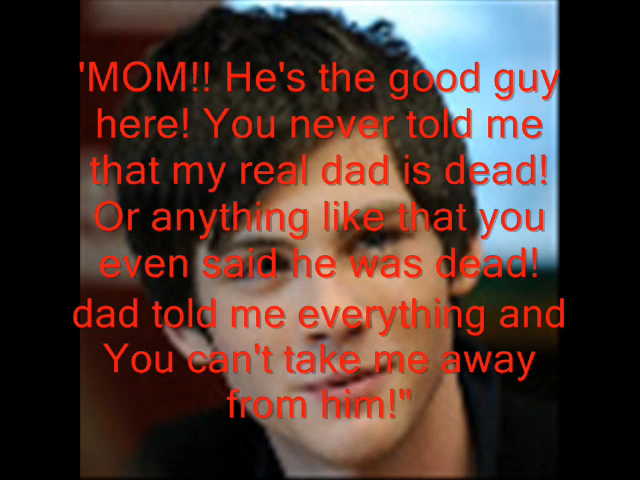 'MOM!! He's the good guy
here! You never told me
that my real dad is dead!
Or anything like that you
even said he was dead!
dad told me everything and
You can't take me away
from him!"